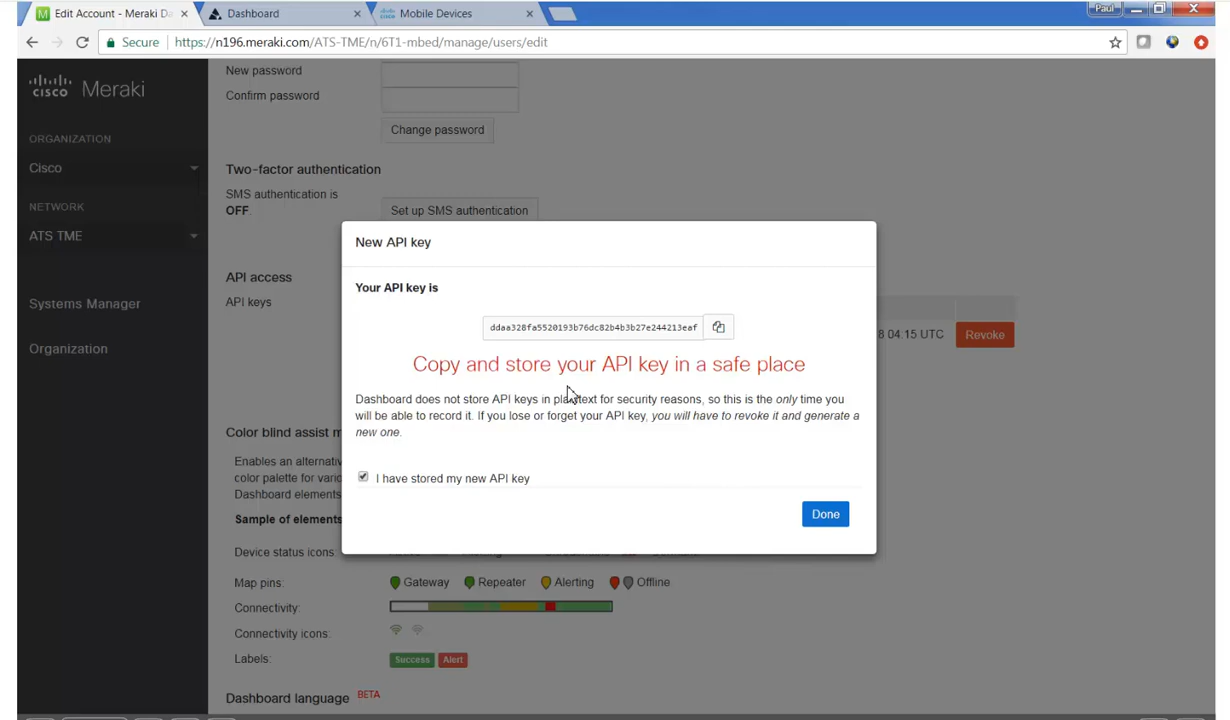 Edit Account - Meraki Da
Dashboard
Mobile Devices
Paul
Secure
https://n196.meraki.com/ATS-TME/n/6T1-mbed/manage/users/edit
cisco Meraki
New password
Confirm password
Change password
ORGANIZATION
Cisco
NETWORK
ATS TME
Systems Manager
Organization
Two-factor authentication
SMS authentication is
OFF
Set up SMS authentication
API access
API keys
8 04:15 UTC
Revoke
New API key
Your API key is
ddaa328fa5520193b76dc82b4b3b27e244213eaf
Copy and store your API key in a safe place
Dashboard does not store API keys in plaintext for security reasons, so this is the only time you
will be able to record it. If you lose or forget your API key, you will have to revoke it and generate a
new one.
I have stored my new API key
Done
Color blind assist m
Enables an alternativ
color palette for vario
Dashboard elements
Sample of elements
Device status icons:
Map pins:
Gateway
Repeater
Alerting
Offline
Connectivity:
Connectivity icons:
Labels:
Success
Alert
Dashboard language BETA